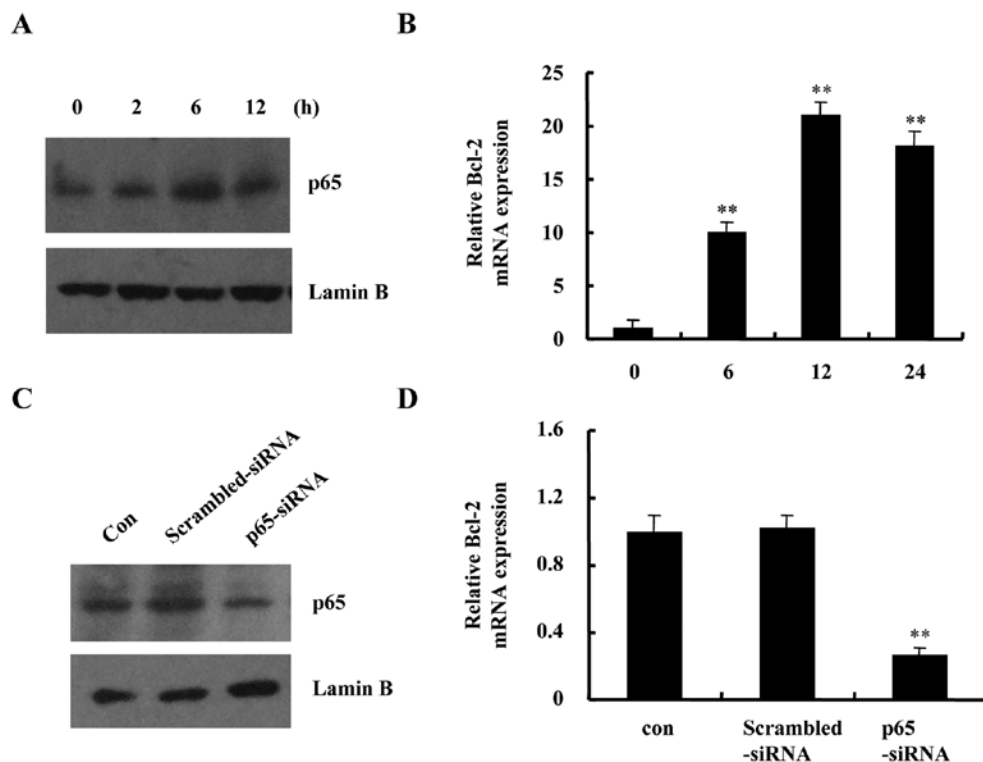 A
0 2 6 12 (h)
p65
Lamin B
B
Relative Bcl-2
mRNA expression
25
20
15
10
5
0
**
**
**
0 6 12 24
C
Con
Scrambled-siRNA
p65-siRNA
p65
Lamin B
D
Relative Bcl-2
mRNA expression
1.6
1.2
0.8
0.4
0
**
con
Scrambled
-siRNA
p65
-siRNA